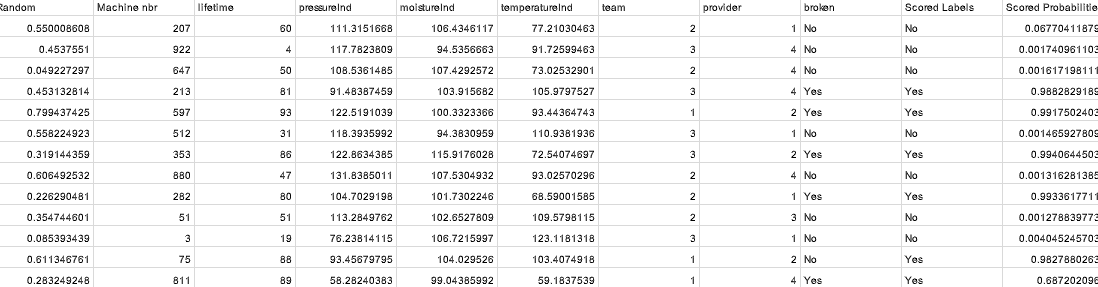 Random Machine nbr lifetime pressureInd moistureInd temperatureInd team provider broken Scored Labels Scored Probabilitie
0.550008608 207 60 111.3151668 106.4346117 77.21030463 2 1 No No 0.06770411879
0.4537551 922 4 117.7823809 94.5356663 91.72599463 3 4 No No 0.001740961103
0.049227297 647 50 108.5361485 107.4292572 73.02532901 2 4 No No 0.001617198111
0.453132814 213 81 91.48387459 103.915682 105.9797527 3 4 Yes Yes 0.9882829189
0.799437425 597 93 122.5191039 100.3323366 93.44364743 1 2 Yes Yes 0.9917502403
0.558224923 512 31 118.3935992 94.3830959 110.9381936 3 1 No No 0.001465927809
0.319144359 353 86 122.8634385 115.9176028 72.54074697 3 2 Yes Yes 0.9940644503
0.606492532 880 47 131.8385011 107.5304932 93.02570296 2 4 No No 0.001316281385
0.226290481 282 80 104.7029198 101.7302246 68.59001585 2 1 Yes Yes 0.9933617711
0.354744601 51 51 113.2849762 102.6527809 109.5798115 2 3 No No 0.001278839773
0.085393439 3 19 76.23814115 106.6721599​7 123.1181318 3 1 No No 0.004045245703
0.611346761 75 88 93.45679795 104.029526 103.4074918 1 2 No Yes 0.9827880263
0.283249248 811 89 58.28240383 99.04385992 59.1837539 1 4 Yes Yes 0.687202096